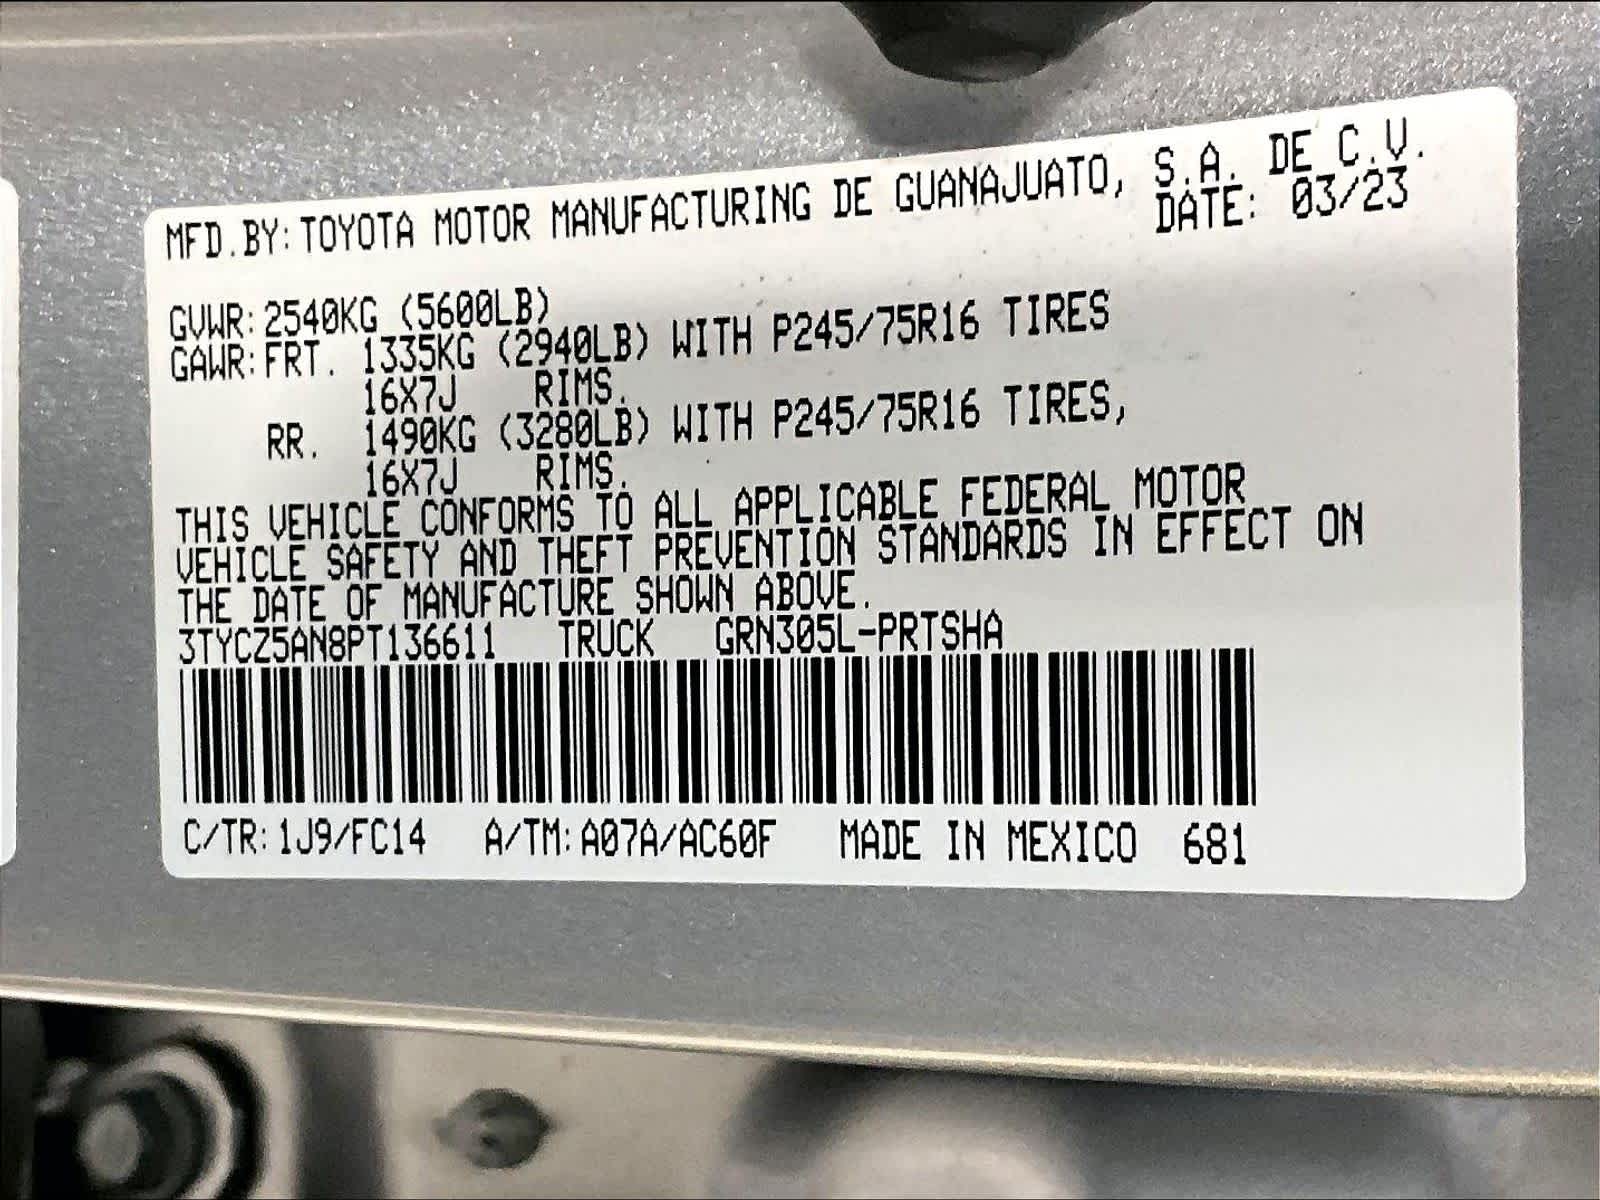 MFD.BY: TOYOTA MOTOR MANUFACTURING DE GUANAJUATO, S.A. DE C.V.
DATE: 03/23
GVWR: 2540KG (5600LB)
GAWR: FRT. 1335KG (2940LB) WITH P245/75R16 TIRES
16X7J RIMS.
RR. 1490KG (3280LB) WITH P245/75R16 TIRES,
16X7J RIMS.
THIS VEHICLE CONFORMS TO ALL APPLICABLE FEDERAL MOTOR
VEHICLE SAFETY AND THEFT PREVENTION STANDARDS IN EFFECT ON
THE DATE OF MANUFACTURE SHOWN ABOVE.
3TYCZ5AN8PT136611 TRUCK GRN305L-PRTSHA
C/TR: 1J9/FC14 A/TM: A07A/AC60F MADE IN MEXICO 681